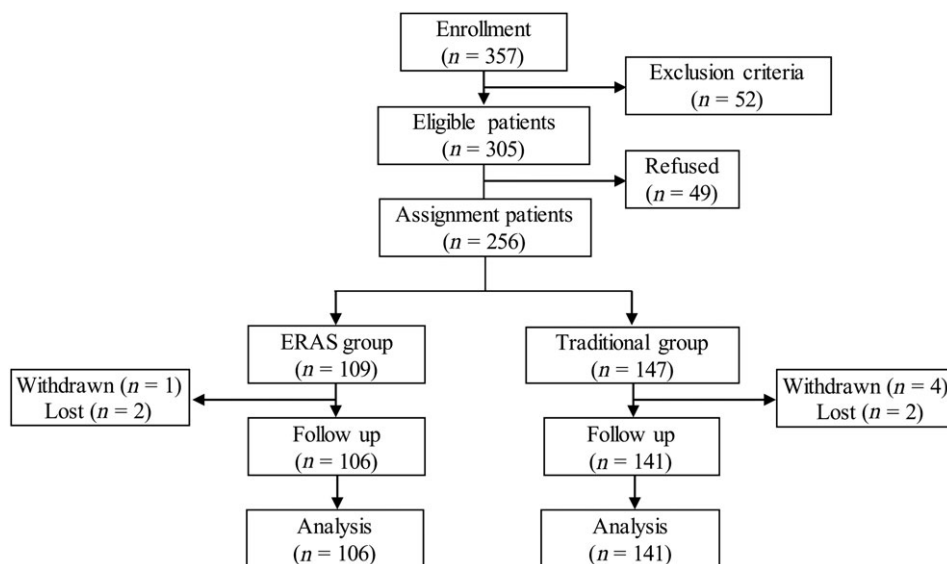 Enrollment
(n = 357)
Exclusion criteria
(n = 52)
Eligible patients
(n = 305)
Refused
(n = 49)
Assignment patients
(n = 256)
ERAS group
(n = 109)
Traditional group
(n = 147)
Withdrawn (n = 1)
Lost (n = 2)
Withdrawn (n = 4)
Lost (n = 2)
Follow up
(n = 106)
Follow up
(n = 141)
Analysis
(n = 106)
Analysis
(n = 141)